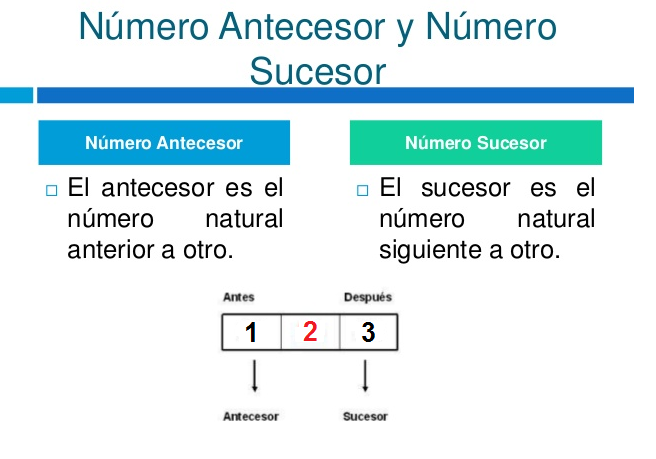 Número Antecesor y Número
Sucesor
Número Antecesor
El antecesor es el
número natural
anterior a otro.
Número Sucesor
El sucesor es el
número natural
siguiente a otro.
Antes Después
1 2 3
Antecesor Sucesor